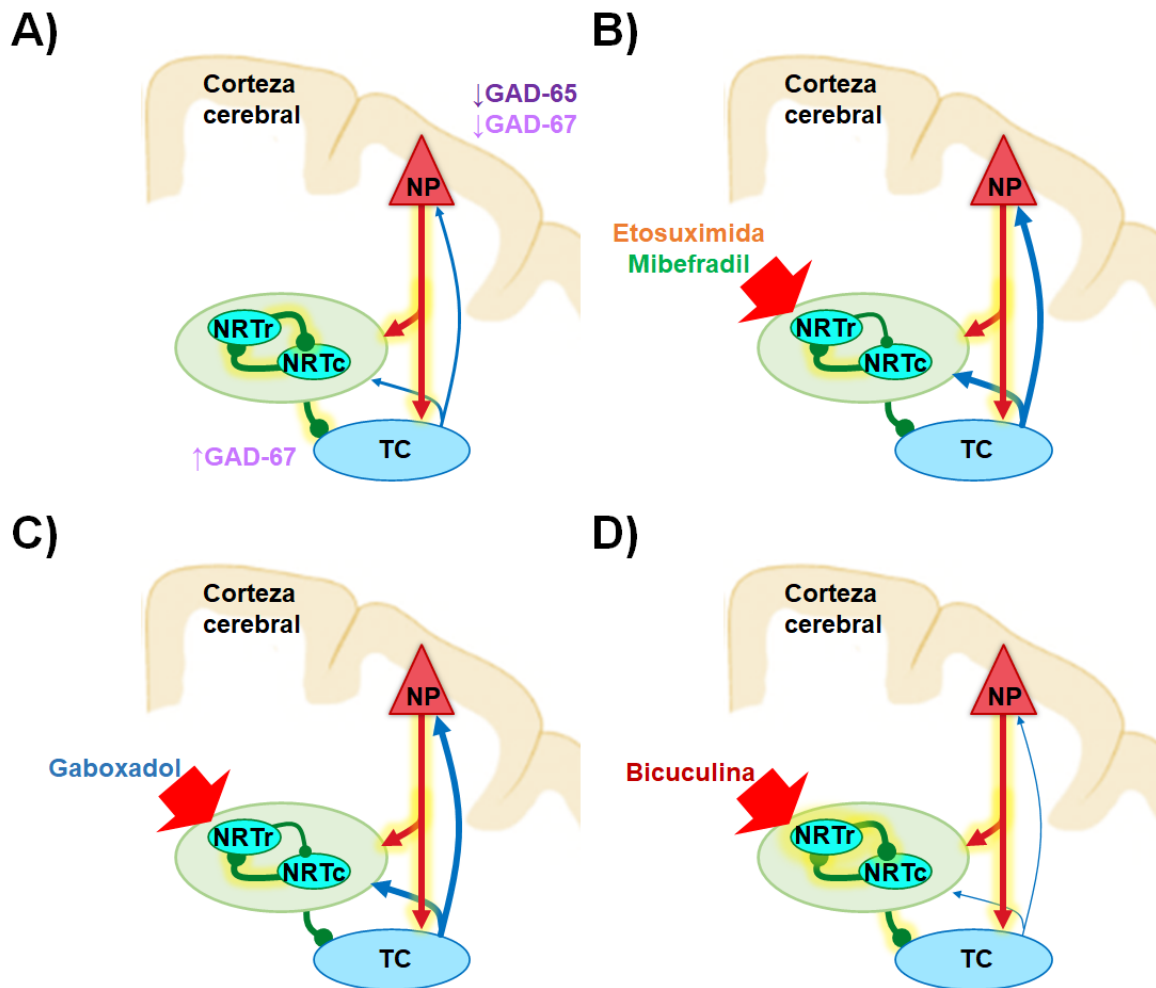 A)
Corteza
cerebral
↓GAD-65
↓GAD-67
NP
NRTr
NRTc
↑GAD-67
TC
B)
Corteza
cerebral
NP
Etosuximida
Mibefradil
NRTr
NRTc
TC
C)
Corteza
cerebral
NP
Gaboxadol
NRTr
NRTc
TC
D)
Corteza
cerebral
NP
Bicuculina
NRTr
NRTc
TC